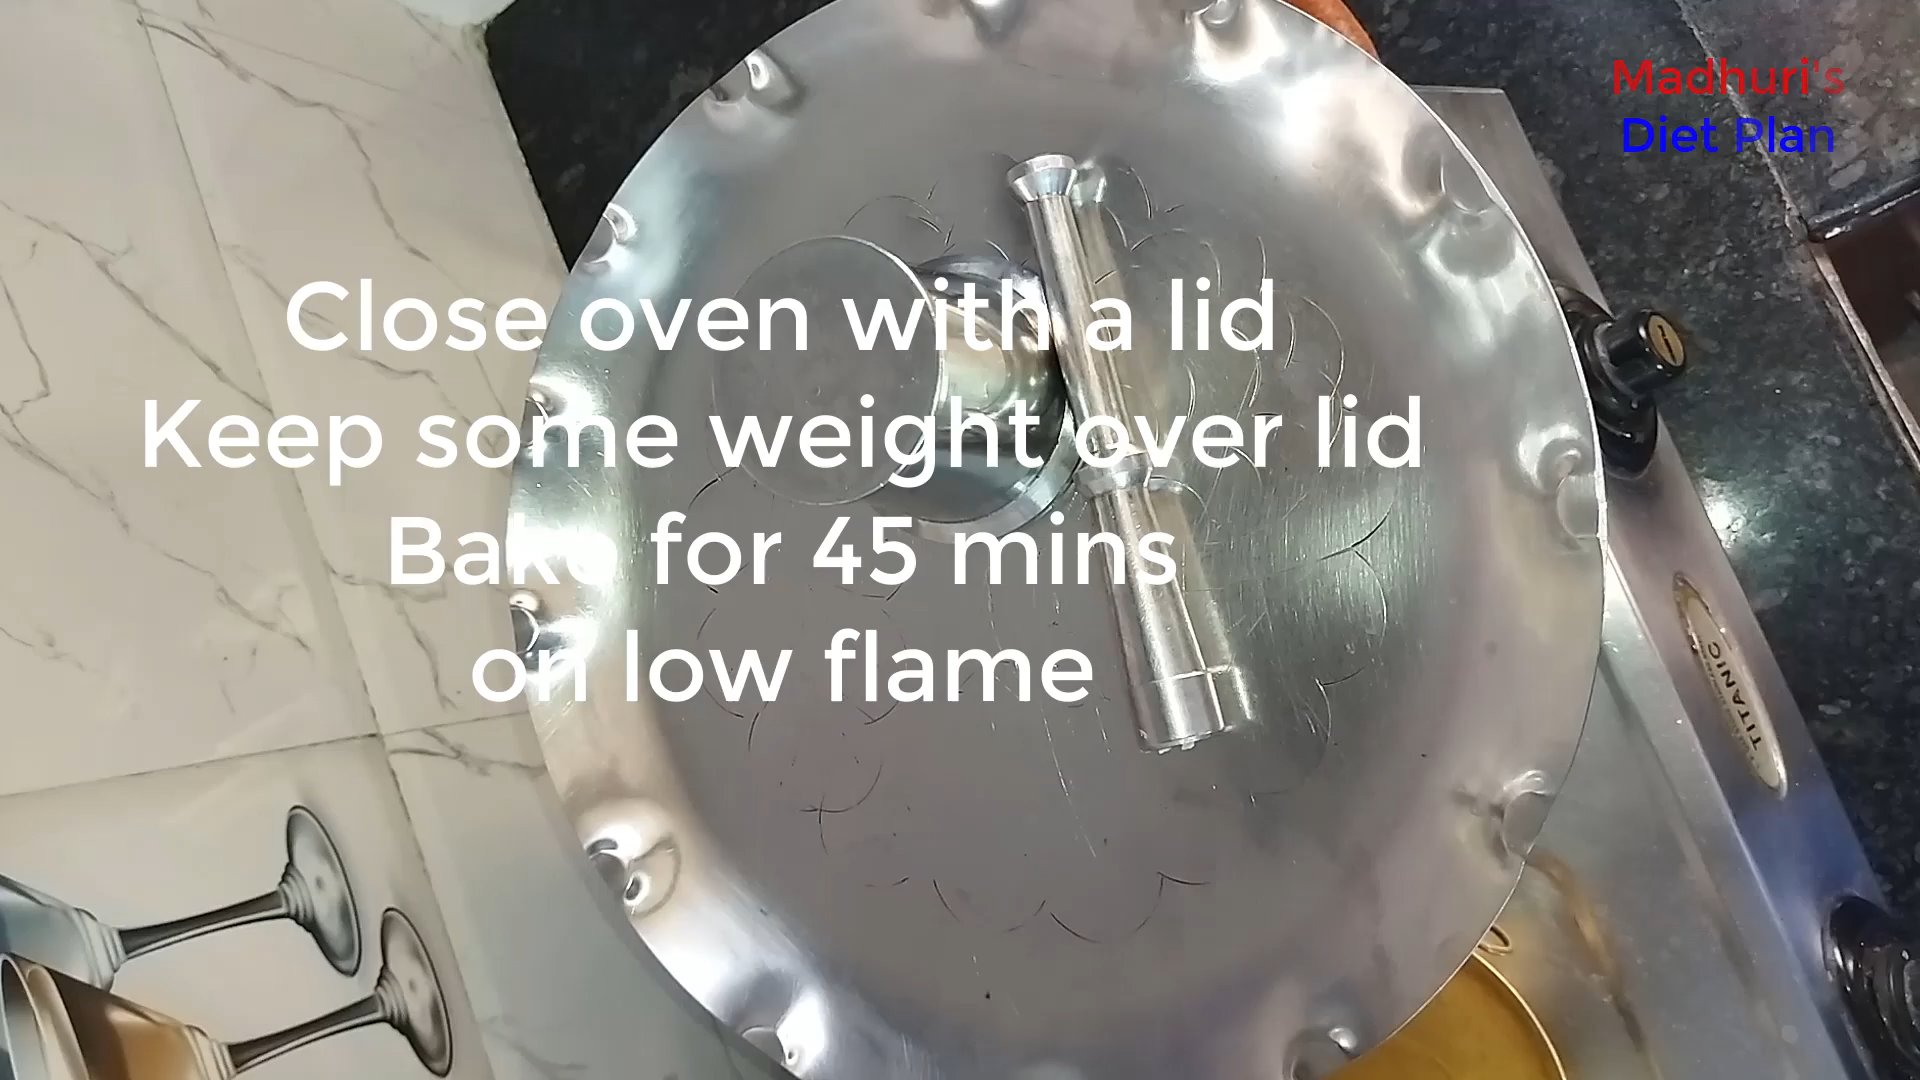 Madhuri's
Diet Plan
Close oven with a lid
Keep some weight over lid
Bake for 45 mins
on low flame
TITANIC